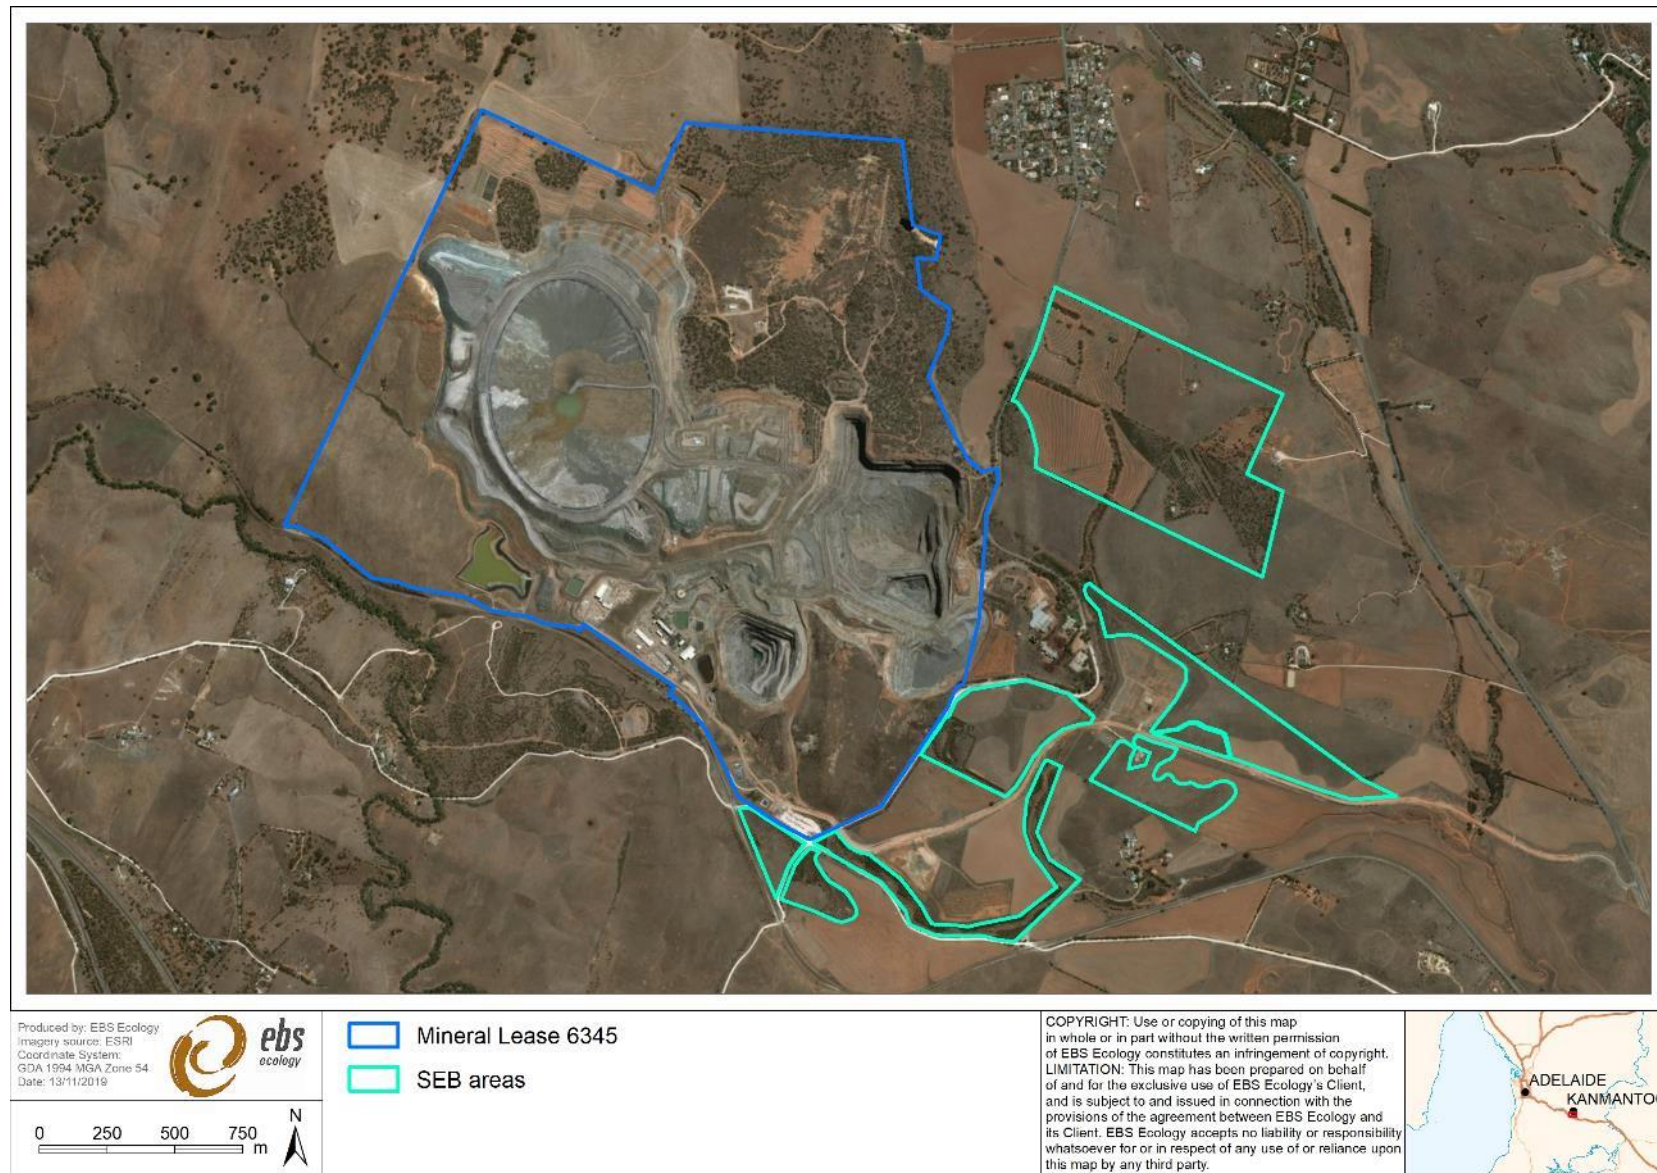 Produced by: EBS Ecology
Imagery source: ESRI
Coordinate System:
GDA 1994 MGA Zone 54.
Date: 13/11/2019
ebs
ecology
0 250 500 750
m
N
Mineral Lease 6345
SEB areas
COPYRIGHT: Use or copying of this map
in whole or in part without the written permission
of EBS Ecology constitutes an infringement of copyright.
LIMITATION: This map has been prepared on behalf
of and for the exclusive use of EBS Ecology's Client,
and is subject to and issued in connection with the
provisions of the agreement between EBS Ecology and
its Client. EBS Ecology accepts no liability or responsibility
whatsoever for or in respect of any use of or reliance upon
this map by any third party.
ADELAIDE
KANMANTOO